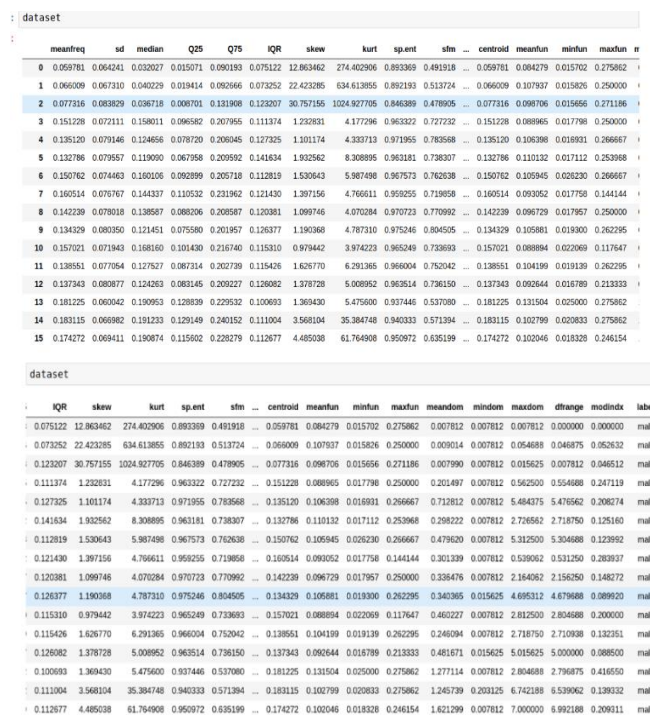 : dataset
:
meanfreq sd median Q25 Q75 IQR skew kurt sp.ent sfm ... centroid meanfun minfun maxfun m
0 0.059781 0.064241 0.032027 0.015071 0.090193 0.075122 12.863462 274.402906 0.893369 0.491918 ... 0.059781 0.084279 0.015702 0.275862
1 0.066009 0.067310 0.040229 0.019414 0.092666 0.073252 22.423285 634.613855 0.892193 0.513724 ... 0.066009 0.107937 0.015826 0.250000
2 0.077316 0.083829 0.036718 0.008701 0.131908 0.123207 30.757155 1024.927705 0.846389 0.478905 ... 0.077316 0.098706 0.015656 0.271186
3 0.151228 0.072111 0.158011 0.096582 0.207955 0.111374 1.232831 4.177296 0.963322 0.727232 ... 0.151228 0.088965 0.017798 0.250000
4 0.135120 0.079146 0.124656 0.078720 0.206045 0.127325 1.101174 4.333713 0.971955 0.783568 ... 0.135120 0.106398 0.016931 0.266667
5 0.132786 0.079557 0.119090 0.067958 0.209592 0.141634 1.932562 8.308895 0.963181 0.738307 ... 0.132786 0.110132 0.017112 0.253968
6 0.150762 0.074463 0.160106 0.092899 0.205718 0.112819 1.530643 5.987498 0.967573 0.762638 ... 0.150762 0.105945 0.026230 0.266667
7 0.160514 0.076767 0.144337 0.110532 0.231962 0.121430 1.397156 4.766611 0.959255 0.719858 ... 0.160514 0.093052 0.017758 0.144144
8 0.142239 0.078018 0.138587 0.088206 0.208587 0.120381 1.099746 4.070284 0.970723 0.770992 ... 0.142239 0.096729 0.017957 0.250000
9 0.134329 0.080350 0.121451 0.075580 0.201957 0.126377 1.190368 4.787310 0.975246 0.804505 ... 0.134329 0.105881 0.019300 0.262295
10 0.157021 0.071943 0.168160 0.101430 0.216740 0.115310 0.979442 3.974223 0.965249 0.733693 ... 0.157021 0.088894 0.022069 0.117647
11 0.138551 0.077054 0.127527 0.087314 0.202739 0.115426 1.626770 6.291365 0.966004 0.752042 ... 0.138551 0.104199 0.019139 0.262295
12 0.137343 0.080877 0.124263 0.083145 0.209227 0.126082 1.378728 5.008952 0.963514 0.736150 ... 0.137343 0.092644 0.016789 0.213333
13 0.181225 0.060042 0.190953 0.128839 0.229532 0.100693 1.369430 5.475600 0.937446 0.537080 ... 0.181225 0.131504 0.025000 0.275862
14 0.183115 0.066982 0.191233 0.129149 0.240152 0.111004 3.568104 35.384748 0.940333 0.571394 ... 0.183115 0.102799 0.020833 0.275862
15 0.174272 0.069411 0.190874 0.115602 0.228279 0.112677 4.485038 61.764908 0.950972 0.635199 ... 0.174272 0.102046 0.018328 0.246154
dataset
IQR skew kurt sp.ent sfm ... centroid meanfun minfun maxfun meandom mindom maxdom dfrange modindx labe
0.075122 12.863462 274.402906 0.893369 0.491918 ... 0.059781 0.084279 0.015702 0.275862 0.007812 0.007812 0.007812 0.000000 0.000000 mal
0.073252 22.423285 634.613855 0.892193 0.513724 ... 0.066009 0.107937 0.015826 0.250000 0.009014 0.007812 0.054688 0.046875 0.052632 mal
0.123207 30.757155 1024.927705 0.846389 0.478905 ... 0.077316 0.098706 0.015656 0.271186 0.007990 0.007812 0.015625 0.007812 0.046512 mal
0.111374 1.232831 4.177296 0.963322 0.727232 ... 0.151228 0.088965 0.017798 0.250000 0.201497 0.007812 0.562500 0.554688 0.247119 mal
0.127325 1.101174 4.333713 0.971955 0.783568 ... 0.135120 0.106398 0.016931 0.266667 0.712812 0.007812 5.484375 5.476562 0.208274 mal
0.141634 1.932562 8.308895 0.963181 0.738307 ... 0.132786 0.110132 0.017112 0.253968 0.298222 0.007812 2.726562 2.718750 0.125160 mal
0.112819 1.530643 5.987498 0.967573 0.762638 ... 0.150762 0.105945 0.026230 0.266667 0.479620 0.007812 5.312500 5.304688 0.123992 mal
0.121430 1.397156 4.766611 0.959255 0.719858 ... 0.160514 0.093052 0.017758 0.144144 0.301339 0.007812 0.539062 0.531250 0.283937 mal
0.120381 1.099746 4.070284 0.970723 0.770992 ... 0.142239 0.096729 0.017957 0.250000 0.336476 0.007812 2.164062 2.156250 0.148272 mal
0.126377 1.190368 4.787310 0.975246 0.804505 ... 0.134329 0.105881 0.019300 0.262295 0.340365 0.015625 4.695312 4.679688 0.089920 mal
0.115310 0.979442 3.974223 0.965249 0.733693 ... 0.157021 0.088894 0.022069 0.117647 0.460227 0.007812 2.812500 2.804688 0.200000 mal
0.115426 1.626770 6.291365 0.966004 0.752042 ... 0.138551 0.104199 0.019139 0.262295 0.246094 0.007812 2.718750 2.710938 0.132351 mal
0.126082 1.378728 5.008952 0.963514 0.736150 ... 0.137343 0.092644 0.016789 0.213333 0.481671 0.015625 5.015625 5.000000 0.088500 mal
0.100693 1.369430 5.475600 0.937446 0.537080 ... 0.181225 0.131504 0.025000 0.275862 1.277114 0.007812 2.804688 2.796875 0.416550 mal
0.111004 3.568104 35.384748 0.940333 0.571394 ... 0.183115 0.102799 0.020833 0.275862 1.245739 0.203125 6.742188 6.539062 0.139332 mal
0.112677 4.485038 61.764908 0.950972 0.635199 ... 0.174272 0.102046 0.018328 0.246154 1.621299 0.007812 7.000000 6.992188 0.209311 mal